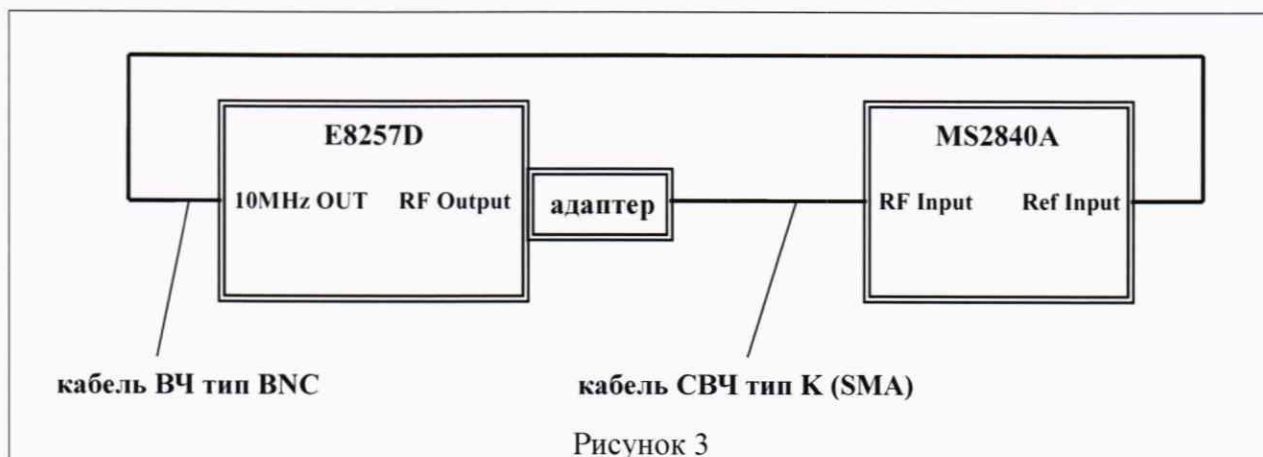 E8257D
MS2840A
10MHz OUT RF Output
адаптер
RF Input Ref Input
кабель ВЧ тип BNC
кабель СВЧ тип K (SMA)
Рисунок 3